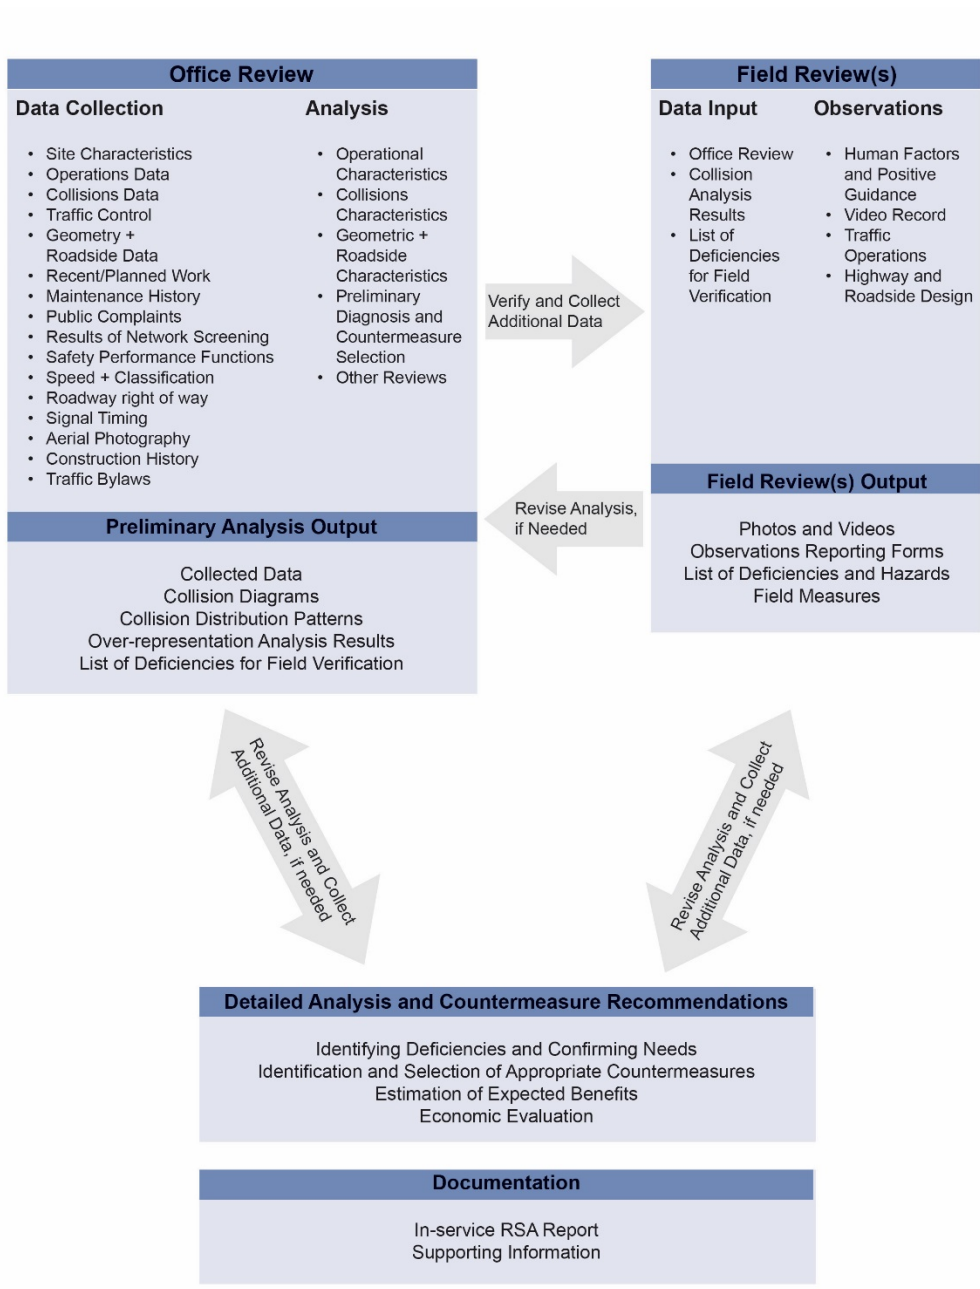 Office Review
Data Collection
• Site Characteristics
• Operations Data
• Collisions Data
• Traffic Control
• Geometry +
Roadside Data
• Recent/Planned Work
• Maintenance History
• Public Complaints
• Results of Network Screening
• Safety Performance Functions
• Speed + Classification
• Roadway right of way
• Signal Timing
• Aerial Photography
• Construction History
• Traffic Bylaws
Analysis
• Operational
Characteristics
• Collisions
Characteristics
• Geometric +
Roadside
Characteristics
• Preliminary
Diagnosis and
Countermeasure
Selection
• Other Reviews
Preliminary Analysis Output
Collected Data
Collision Diagrams
Collision Distribution Patterns
Over-representation Analysis Results
List of Deficiencies for Field Verification
Verify and Collect
Additional Data
Revise Analysis,
if Needed
Field Review(s)
Data Input
• Office Review
• Collision
Analysis
Results
• List of
Deficiencies
for Field
Verification
Observations
• Human Factors
and Positive
Guidance
• Video Record
• Traffic
Operations
• Highway and
Roadside Design
Field Review(s) Output
Photos and Videos
Observations Reporting Forms
List of Deficiencies and Hazards
Field Measures
Revise Analysis and Collect
Additional Data, if needed
Revise Analysis and Collect
Additional Data, if needed
Detailed Analysis and Countermeasure Recommendations
Identifying Deficiencies and Confirming Needs
Identification and Selection of Appropriate Countermeasures
Estimation of Expected Benefits
Economic Evaluation
Documentation
In-service RSA Report
Supporting Information